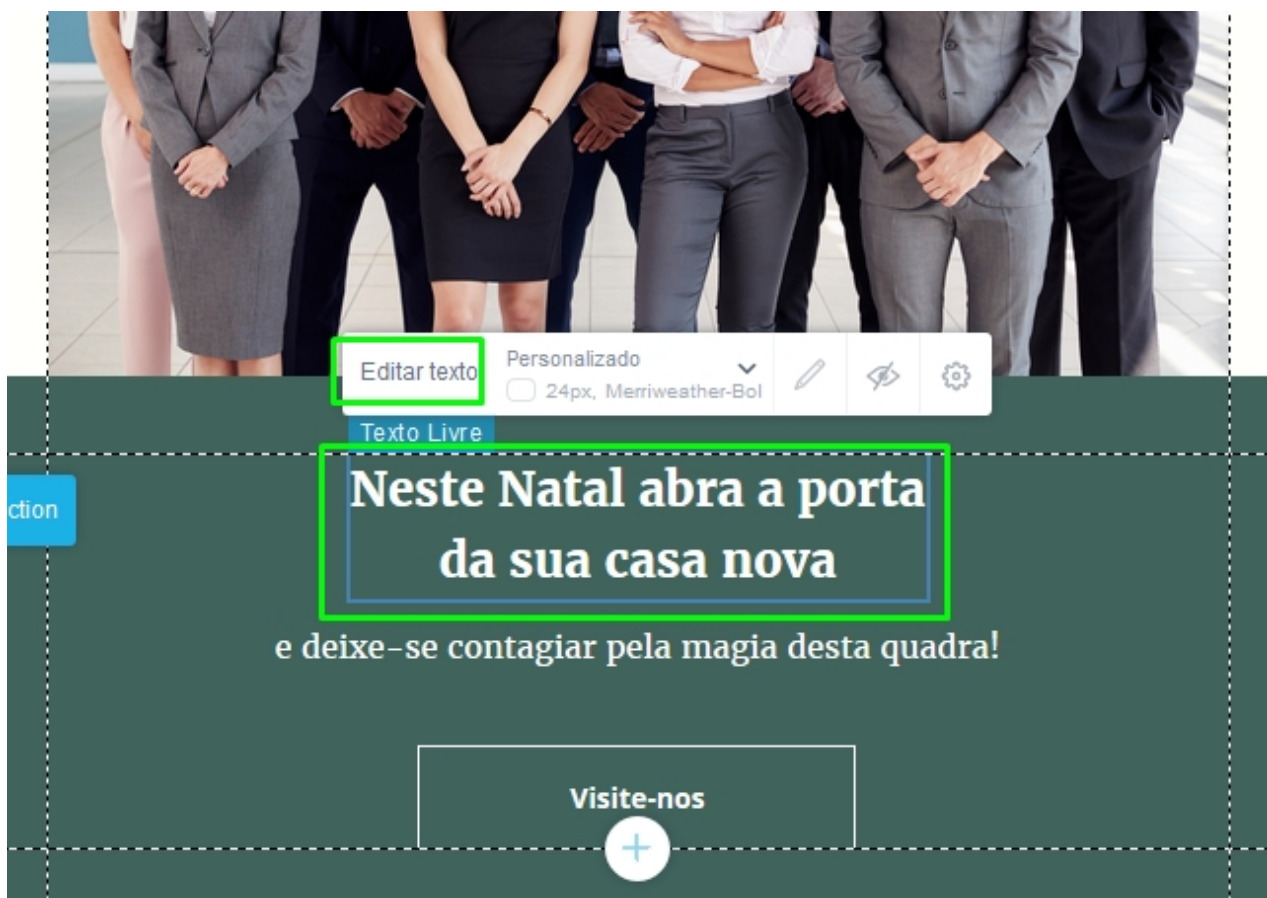 Editar texto
Personalizado
24px, Merriweather-Bol
Texto Livre
ction
Neste Natal abra a porta
da sua casa nova
e deixe-se contagiar pela magia desta quadra!
Visite-nos